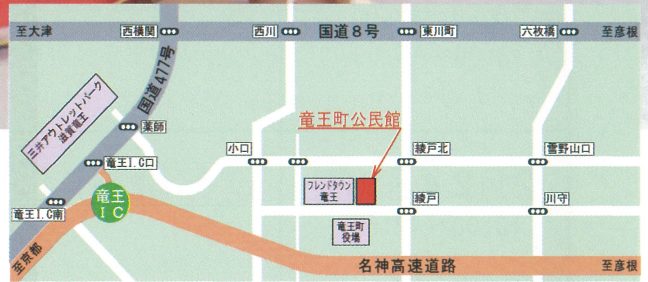 至大津
西横関
西川
国道8号
東川町
六枚橋
至彦根
国道477号
三井アウトレットパーク
滋賀竜王
薬師
竜王町公民館
小口
綾戸北
雪野山口
竜王I.C口
フレンドタウン
竜王
綾戸
川守
竜王
IC
竜王I.C南
竜王町
役場
至京都
名神高速道路
至彦根